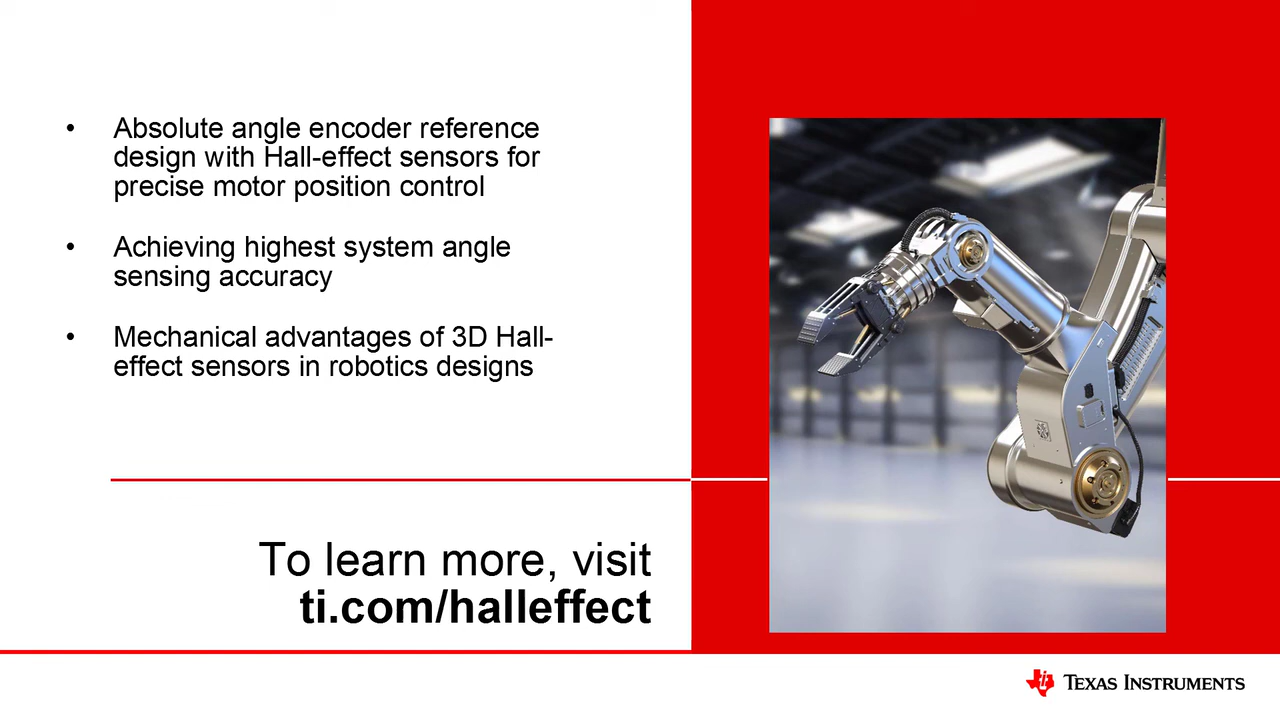 • Absolute angle encoder reference
design with Hall-effect sensors for
precise motor position control
• Achieving highest system angle
sensing accuracy
• Mechanical advantages of 3D Hall-
effect sensors in robotics designs
To learn more, visit
ti.com/halleffect
TEXAS INSTRUMENTS